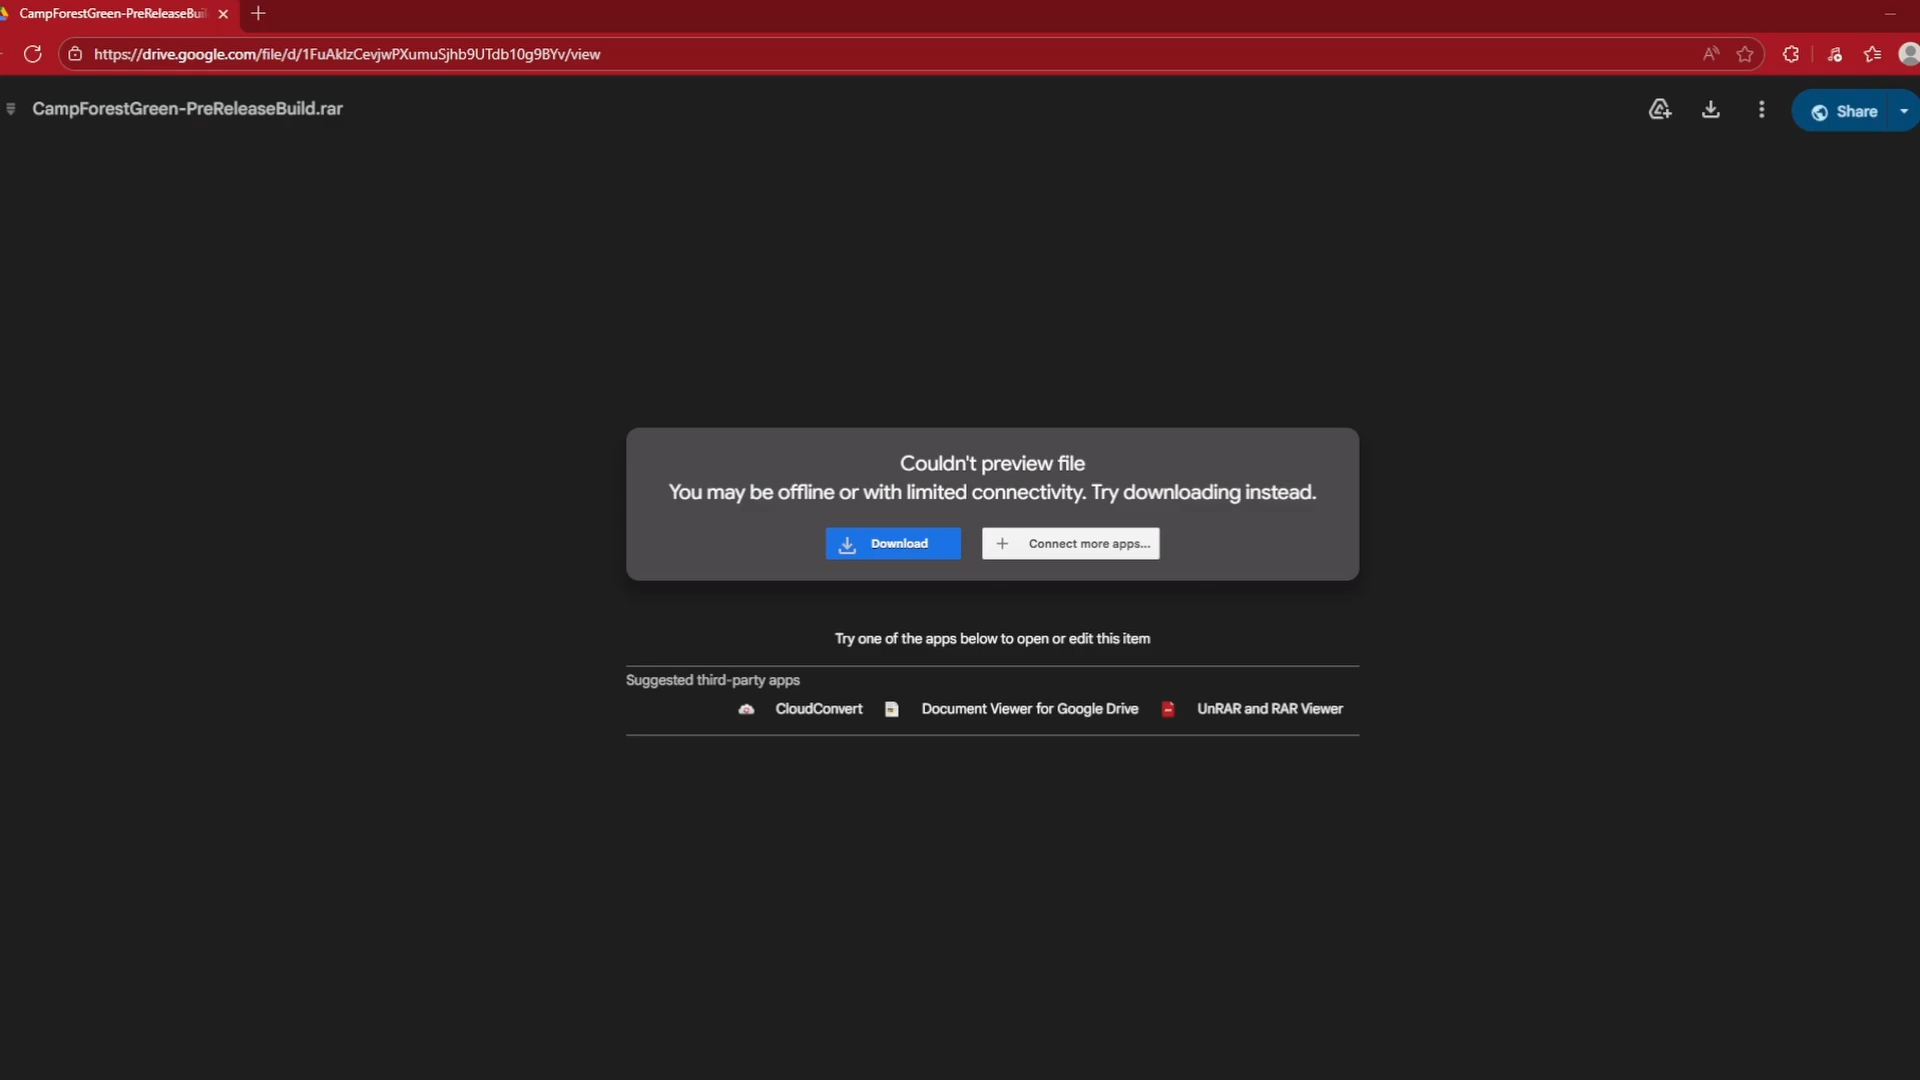 CampForestGreen-PreReleaseBui
https://drive.google.com/file/d/1FuAklzCevjwPXumuSjhb9UTdb10g9BYv/view
CampForestGreen-PreReleaseBuild.rar
Share
Couldn't preview file
You may be offline or with limited connectivity. Try downloading instead.
Download
Connect more apps...
Try one of the apps below to open or edit this item
Suggested third-party apps
CloudConvert
Document Viewer for Google Drive
UnRAR and RAR Viewer